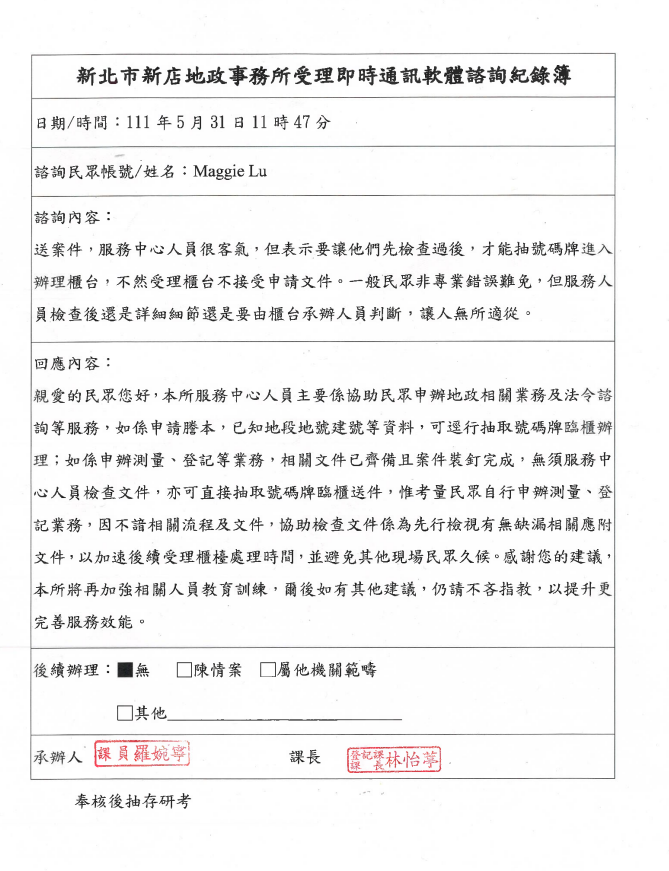 新北市新店地政事務所受理即時通訊軟體諮詢紀錄簿
日期/時間：111 年 5 月 31 日 11 時 47 分
諮詢民眾帳號/姓名：Maggie Lu
諮詢內容：
送案件，服務中心人員很客氣，但表示要讓他們先檢查過後，才能抽號碼牌進入
辦理櫃台，不然受理櫃台不接受申請文件。一般民眾非專業錯誤難免，但服務人
員檢查後還是詳細細節還是要由櫃台承辦人員判斷，讓人無所適從。
回應內容：
親愛的民眾您好，本所服務中心人員主要係協助民眾申辦地政相關業務及法令諮
詢等服務，如係申請謄本，已知地段地號建號等資料，可逕行抽取號碼牌臨櫃辦
理；如係申辦測量、登記等業務，相關文件已齊備且案件裝釘完成，無須服務中
心人員檢查文件，亦可直接抽取號碼牌臨櫃送件，惟考量民眾自行申辦測量、登
記業務，因不諳相關流程及文件，協助檢查文件係為先行檢視有無缺漏相關應附
文件，以加速後續受理櫃檯處理時間，並避免其他現場民眾久候。感謝您的建議，
本所將再加強相關人員教育訓練，爾後如有其他建議，仍請不吝指教，以提升更
完善服務效能。
後續辦理：■無 □陳情案 □屬他機關範疇
□其他
承辦人 課員羅婉寧 課長 登記課課長林怡葶
奉核後抽存研考